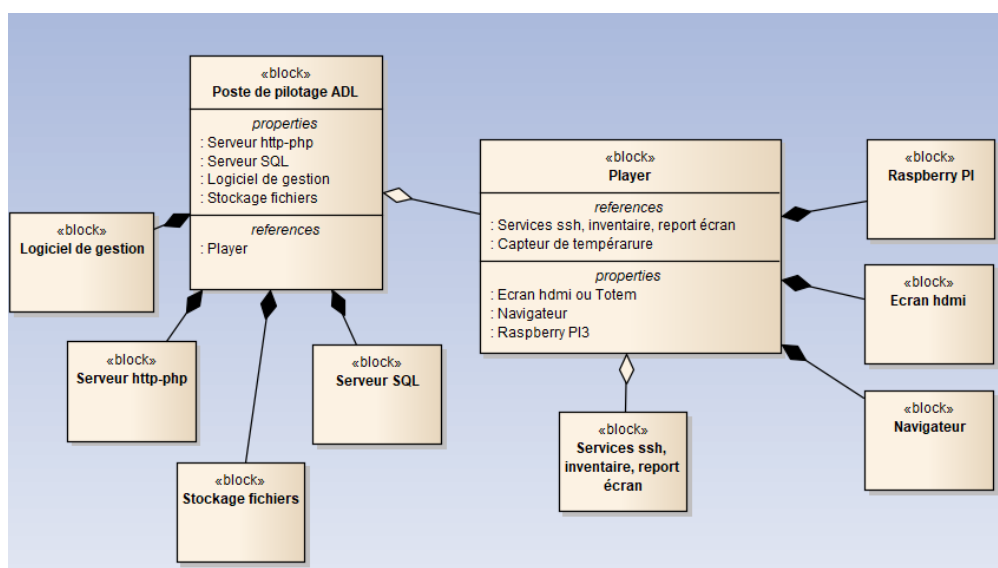 «block»
Poste de pilotage ADL
properties
: Serveur http-php
: Serveur SQL
: Logiciel de gestion
: Stockage fichiers
references
: Player
«block»
Logiciel de gestion
«block»
Serveur http-php
«block»
Stockage fichiers
«block»
Serveur SQL
«block»
Player
references
: Services ssh, inventaire, report écran
: Capteur de tempérarure
properties
: Ecran hdmi ou Totem
: Navigateur
: Raspberry PI3
«block»
Services ssh,
inventaire, report
écran
«block»
Raspberry PI
«block»
Ecran hdmi
«block»
Navigateur